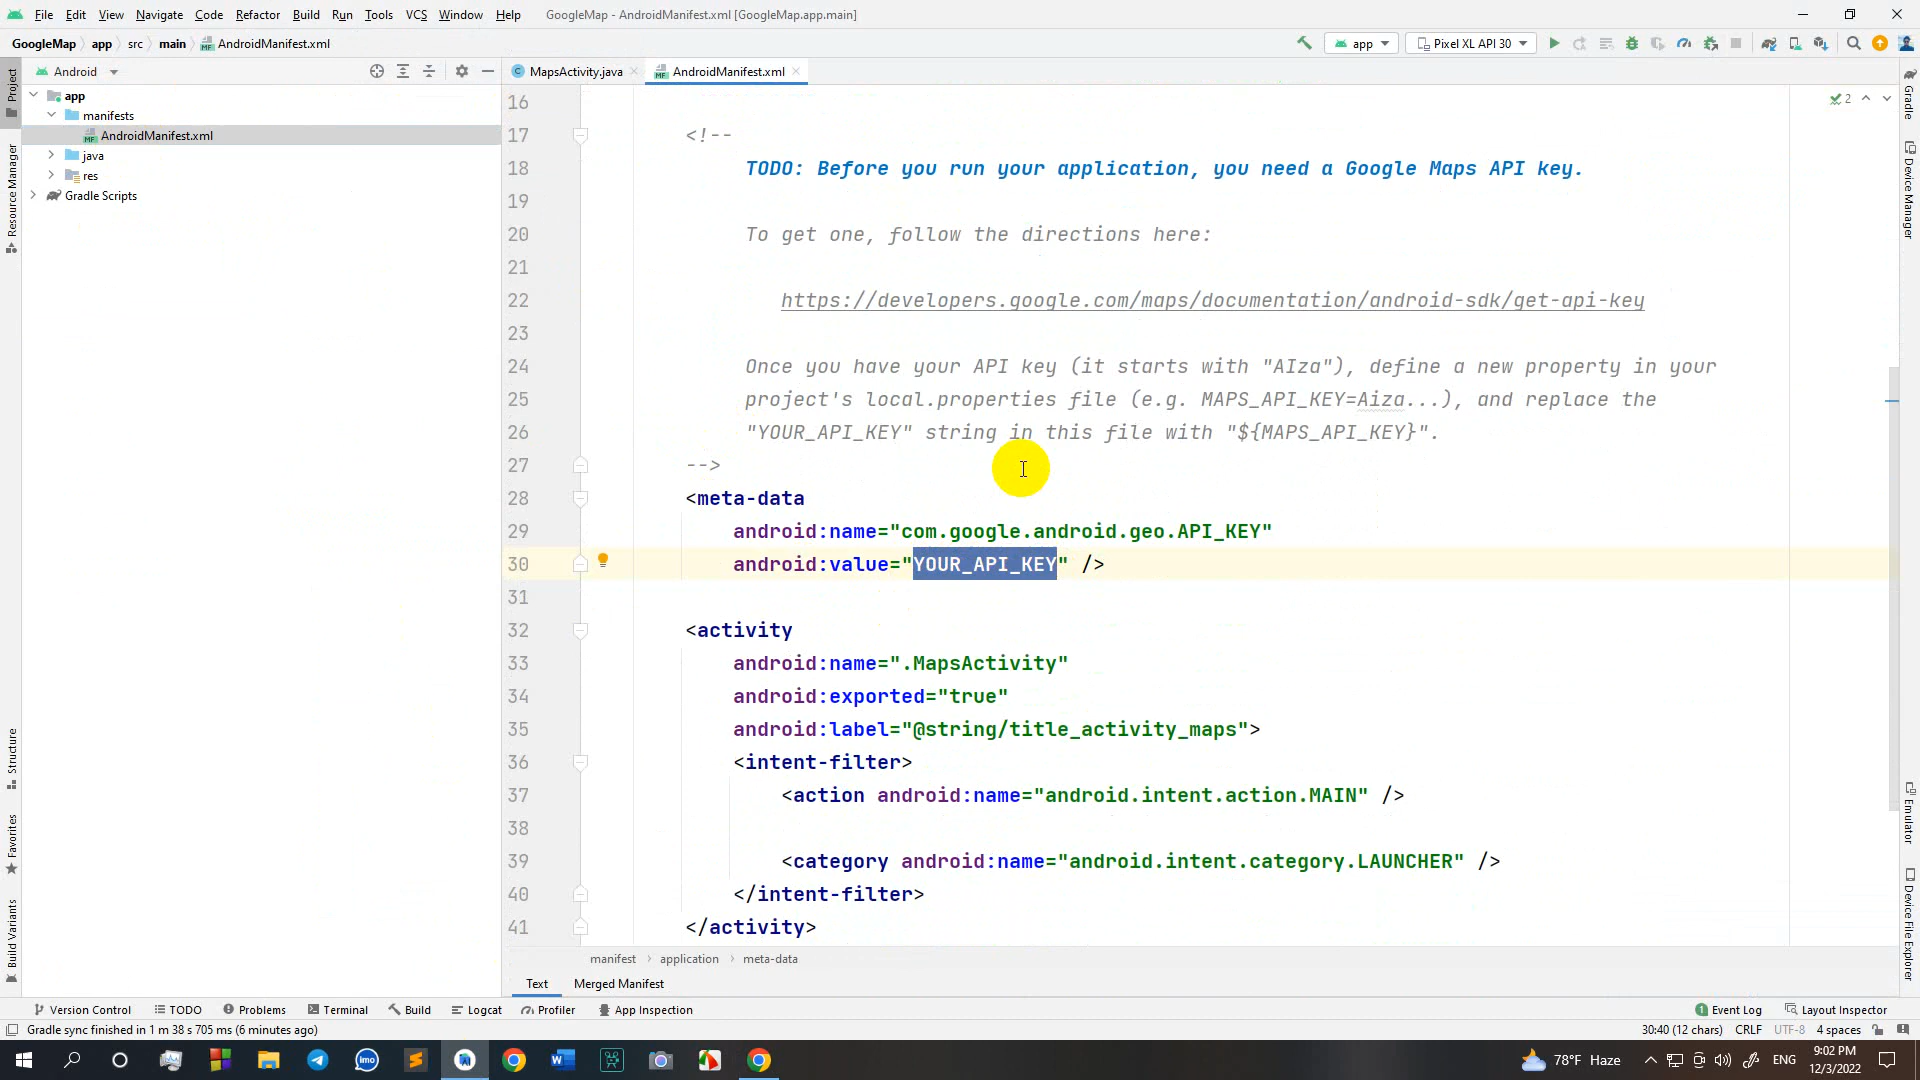 File Edit View Navigate Code Refactor Build Run Tools VCS Window Help GoogleMap - AndroidManifest.xml [GoogleMap.app.main]
GoogleMap app src main AndroidManifest.xml app Pixel XL API 30
Android MapsActivity.java AndroidManifest.xml
Project
Resource Manager
Structure
Favorites
Build Variants
app
manifests
AndroidManifest.xml
java
res
Gradle Scripts
2
16
17 <!--
18 TODO: Before you run your application, you need a Google Maps API key.
19
20 To get one, follow the directions here:
21
22 https://developers.google.com/maps/documentation/android-sdk/get-api-key
23
24 Once you have your API key (it starts with "AIza"), define a new property in your
25 project's local.properties file (e.g. MAPS_API_KEY=Aiza...), and replace the
26 "YOUR_API_KEY" string in this file with "${MAPS_API_KEY}".
27 -->
28 <meta-data
29 android:name="com.google.android.geo.API_KEY"
30 android:value="YOUR_API_KEY" />
31
32 <activity
33 android:name=".MapsActivity"
34 android:exported="true"
35 android:label="@string/title_activity_maps">
36 <intent-filter>
37 <action android:name="android.intent.action.MAIN" />
38
39 <category android:name="android.intent.category.LAUNCHER" />
40 </intent-filter>
41 </activity>
Gradle
Device Manager
Emulator
Device File Explorer
manifest application meta-data
Text Merged Manifest
Version Control TODO Problems Terminal Build Logcat Profiler App Inspection 1 Event Log Layout Inspector
Gradle sync finished in 1 m 38 s 705 ms (6 minutes ago) 30:40 (12 chars) CRLF UTF-8 4 spaces
78°F Haze ENG 9:02 PM
12/3/2022